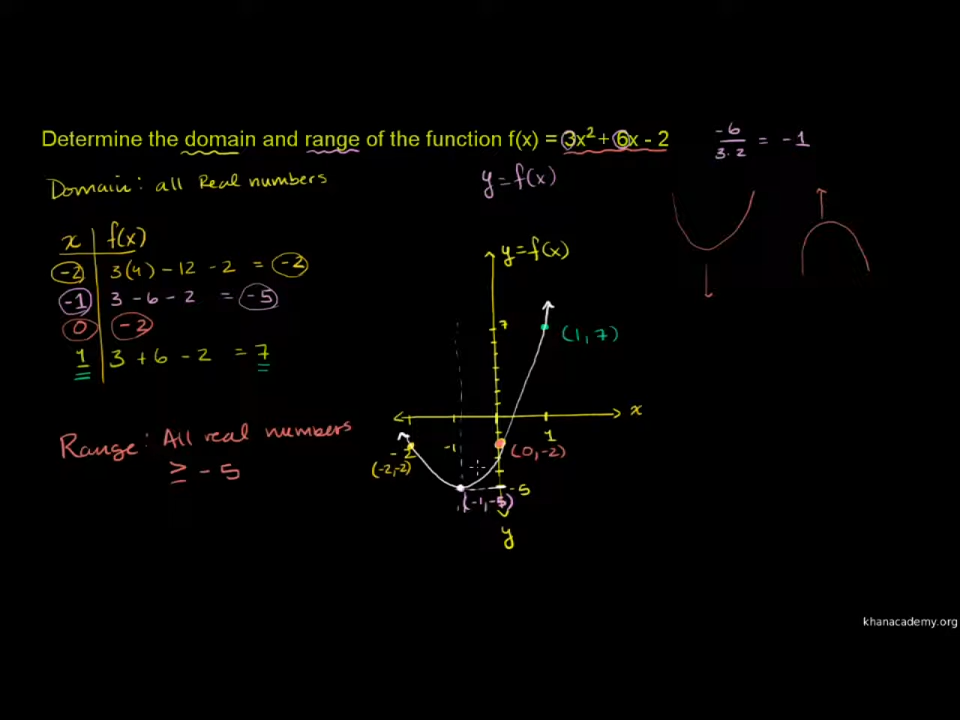 Determine the domain and range of the function f(x) = 3x² + 6x - 2
-6
3·2 = -1
Domain: all Real numbers
y = f(x)
x f(x)
-2 3(4) - 12 - 2 = -2
-1 3 - 6 - 2 = -5
0 -2
1 3 + 6 - 2 = 7
Range: All real numbers
≥ -5
y = f(x)
7
(1, 7)
x
-2
-1
1
(-2,-2)
(0,-2)
-5
(-1,-5)
y
khanacademy.org